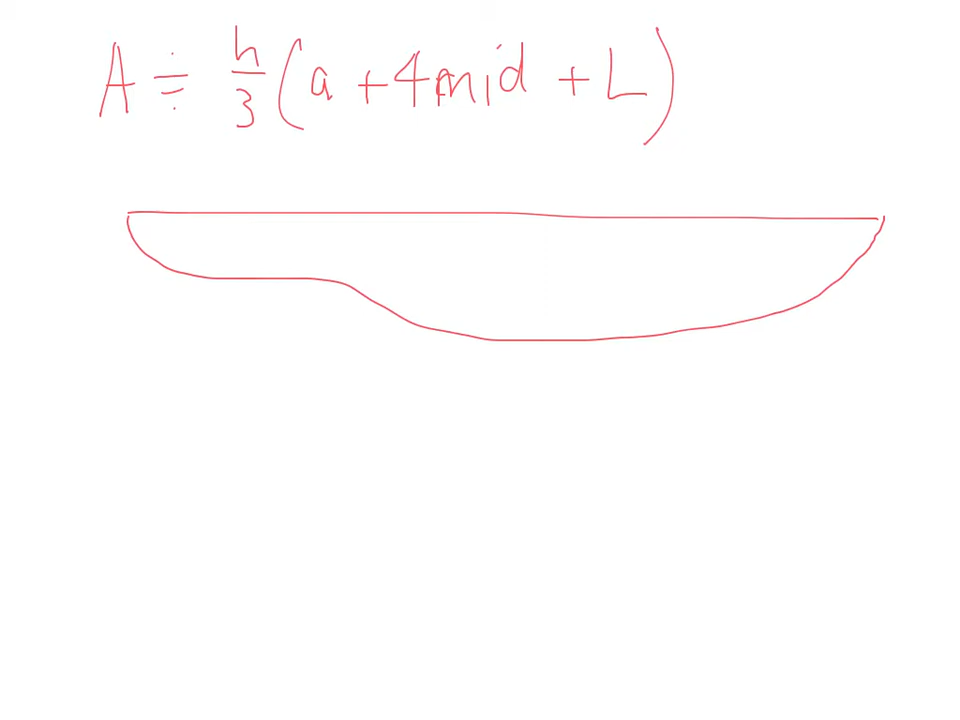 A ≑ h/3 (a + 4mid + L)